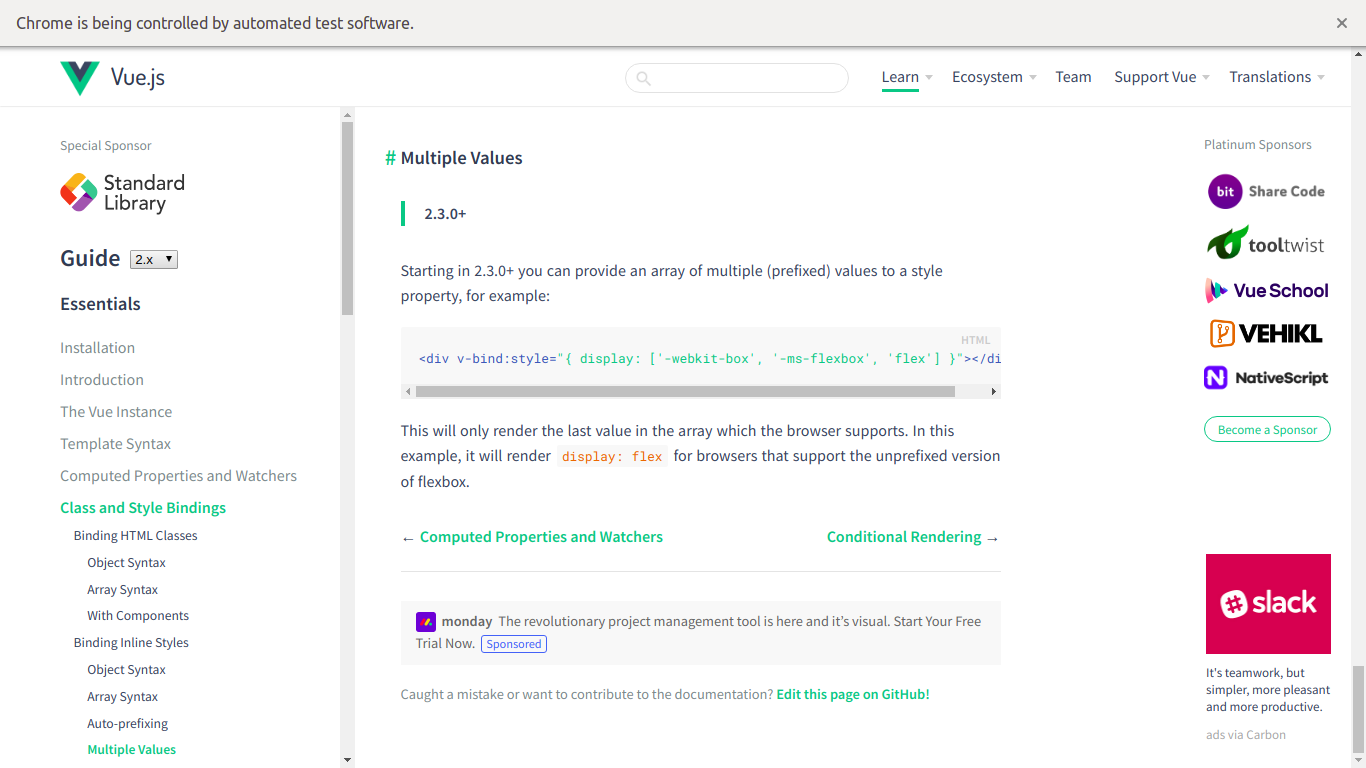 Chrome is being controlled by automated test software.
Vue.js
Learn
Ecosystem
Team
Support Vue
Translations
Special Sponsor
Standard
Library
Guide 2.x
Essentials
Installation
Introduction
The Vue Instance
Template Syntax
Computed Properties and Watchers
Class and Style Bindings
Binding HTML Classes
Object Syntax
Array Syntax
With Components
Binding Inline Styles
Object Syntax
Array Syntax
Auto-prefixing
Multiple Values
# Multiple Values
2.3.0+
Starting in 2.3.0+ you can provide an array of multiple (prefixed) values to a style
property, for example:
HTML
<div v-bind:style="{ display: ['-webkit-box', '-ms-flexbox', 'flex'] }"></di
This will only render the last value in the array which the browser supports. In this
example, it will render display: flex for browsers that support the unprefixed version
of flexbox.
← Computed Properties and Watchers
Conditional Rendering →
monday The revolutionary project management tool is here and it's visual. Start Your Free
Trial Now. Sponsored
Caught a mistake or want to contribute to the documentation? Edit this page on GitHub!
Platinum Sponsors
bit Share Code
tooltwist
Vue School
VEHIKL
NativeScript
Become a Sponsor
slack
It's teamwork, but
simpler, more pleasant
and more productive.
ads via Carbon